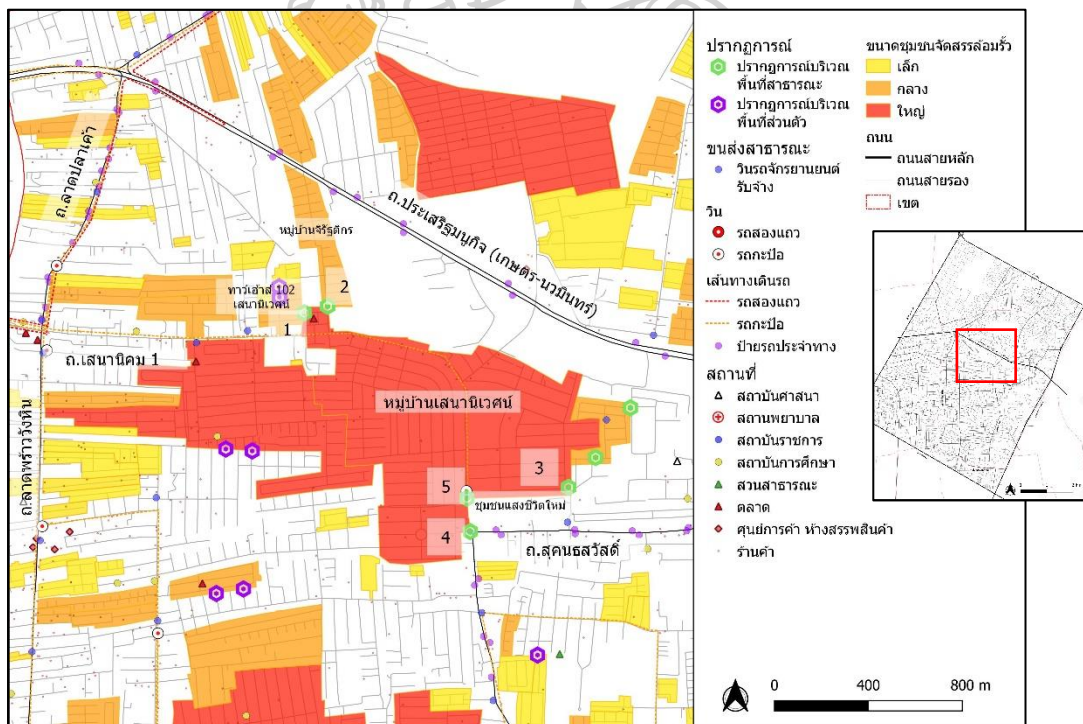 ถ.ลาดปลาเค้า
ถ.ประเสริฐมนูกิจ (เกษตร-นวมินทร์)
หมู่บ้านจิรัฐติกร
ทาว์เฮ้าส์ 102
เสนานิเวศน์
2
1
ถ.เสนานิคม 1
หมู่บ้านเสนานิเวศน์
ถ.ลาดพร้าววังหิน
3
5
ชุมชนแสงชีวิตใหม่
4
ถ.สุคนธสวัสดิ์
ปรากฏการณ์
ปรากฏการณ์บริเวณ
พื้นที่สาธารณะ
ปรากฏการณ์บริเวณ
พื้นที่ส่วนตัว
ขนส่งสาธารณะ
วินรถจักรยานยนต์
รับจ้าง
วิน
รถสองแถว
รถกะป๊อ
เส้นทางเดินรถ
รถสองแถว
รถกะป๊อ
ป้ายรถประจำทาง
สถานที่
สถาบันศาสนา
สถานพยาบาล
สถาบันราชการ
สถาบันการศึกษา
สวนสาธารณะ
ตลาด
ศูนย์การค้า ห้างสรรพสินค้า
ร้านค้า
ขนาดชุมชนจัดสรรล้อมรั้ว
เล็ก
กลาง
ใหญ่
ถนน
ถนนสายหลัก
ถนนสายรอง
เขต
0 400 800 m